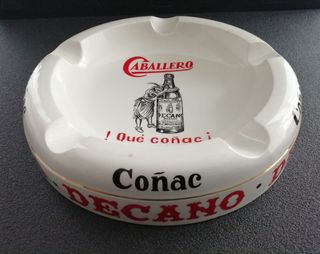 CABALLERO
DECANO
! Qué coñac ¡
Coñac
· DECANO ·